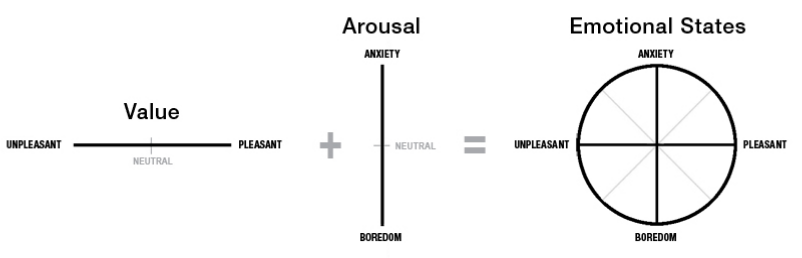 Value
UNPLEASANT
PLEASANT
NEUTRAL
+
Arousal
ANXIETY
NEUTRAL
BOREDOM
=
Emotional States
ANXIETY
UNPLEASANT
PLEASANT
BOREDOM